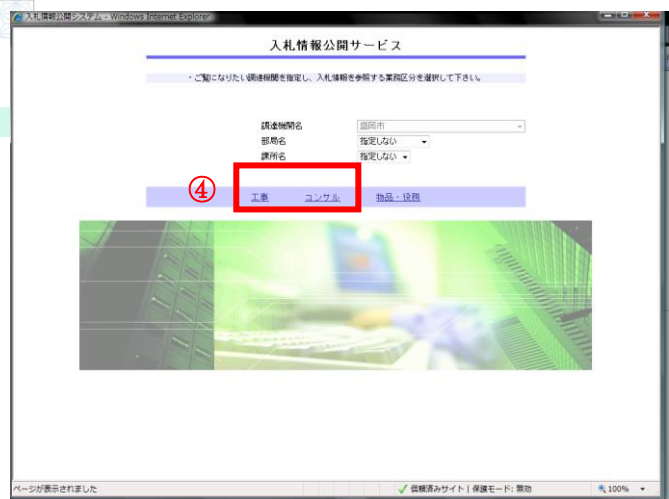 入札情報公開システム - Windows Internet Explorer
入札情報公開サービス
・ご覧になりたい調達機関を指定し、入札情報を参照する業務区分を選択して下さい。
調達機関名 盛岡市
部局名 指定しない
課所名 指定しない
④ 工事 コンサル 物品・役務
ページが表示されました 信頼済みサイト | 保護モード: 無効 100%